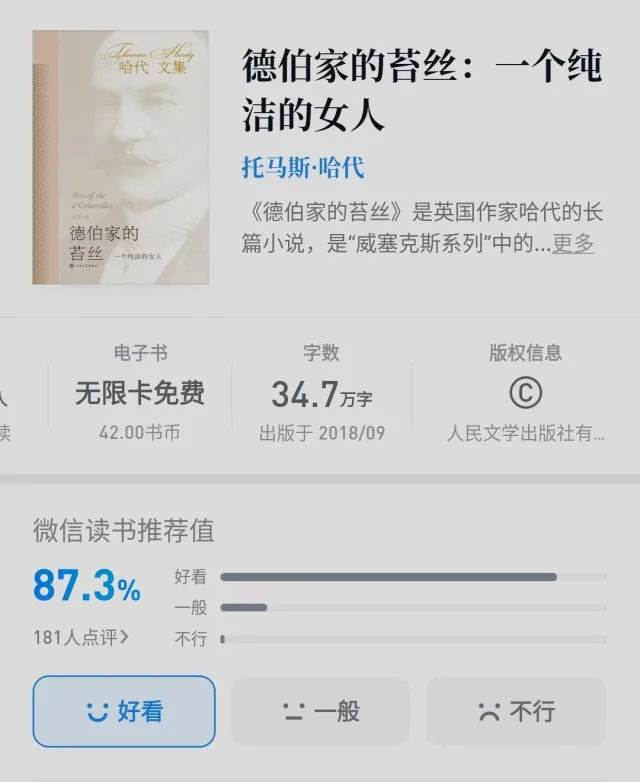 Thomas Hardy
哈代 文集
Tess of the
d'Urbervilles
德伯家的
苔丝 一个纯洁的女人
德伯家的苔丝：一个纯
洁的女人
托马斯·哈代
《德伯家的苔丝》是英国作家哈代的长
篇小说，是“威塞克斯系列”中的...更多
电子书
字数
版权信息
人
无限卡免费
34.7万字
©
读
42.00书币
出版于 2018/09
人民文学出版社有...
微信读书推荐值
87.3%
好看
一般
181人点评>
不行
好看
一般
不行